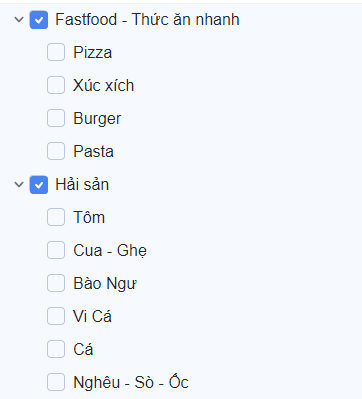 Fastfood - Thức ăn nhanh
Pizza
Xúc xích
Burger
Pasta
Hải sản
Tôm
Cua - Ghẹ
Bào Ngư
Vi Cá
Cá
Nghêu - Sò - Ốc